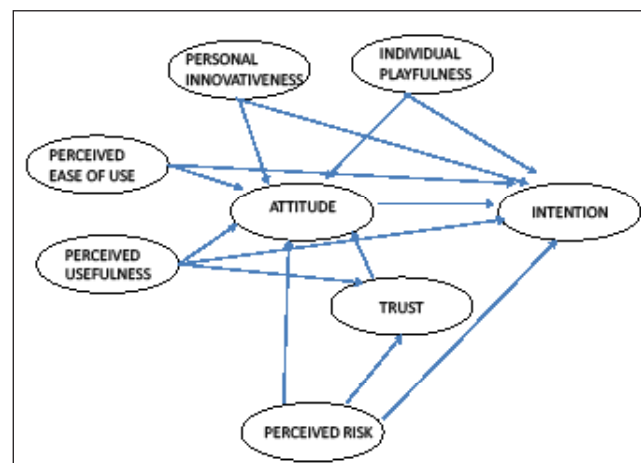 PERSONAL
INNOVATIVENESS
INDIVIDUAL
PLAYFULNESS
PERCEIVED
EASE OF USE
ATTITUDE
INTENTION
PERCEIVED
USEFULNESS
TRUST
PERCEIVED RISK